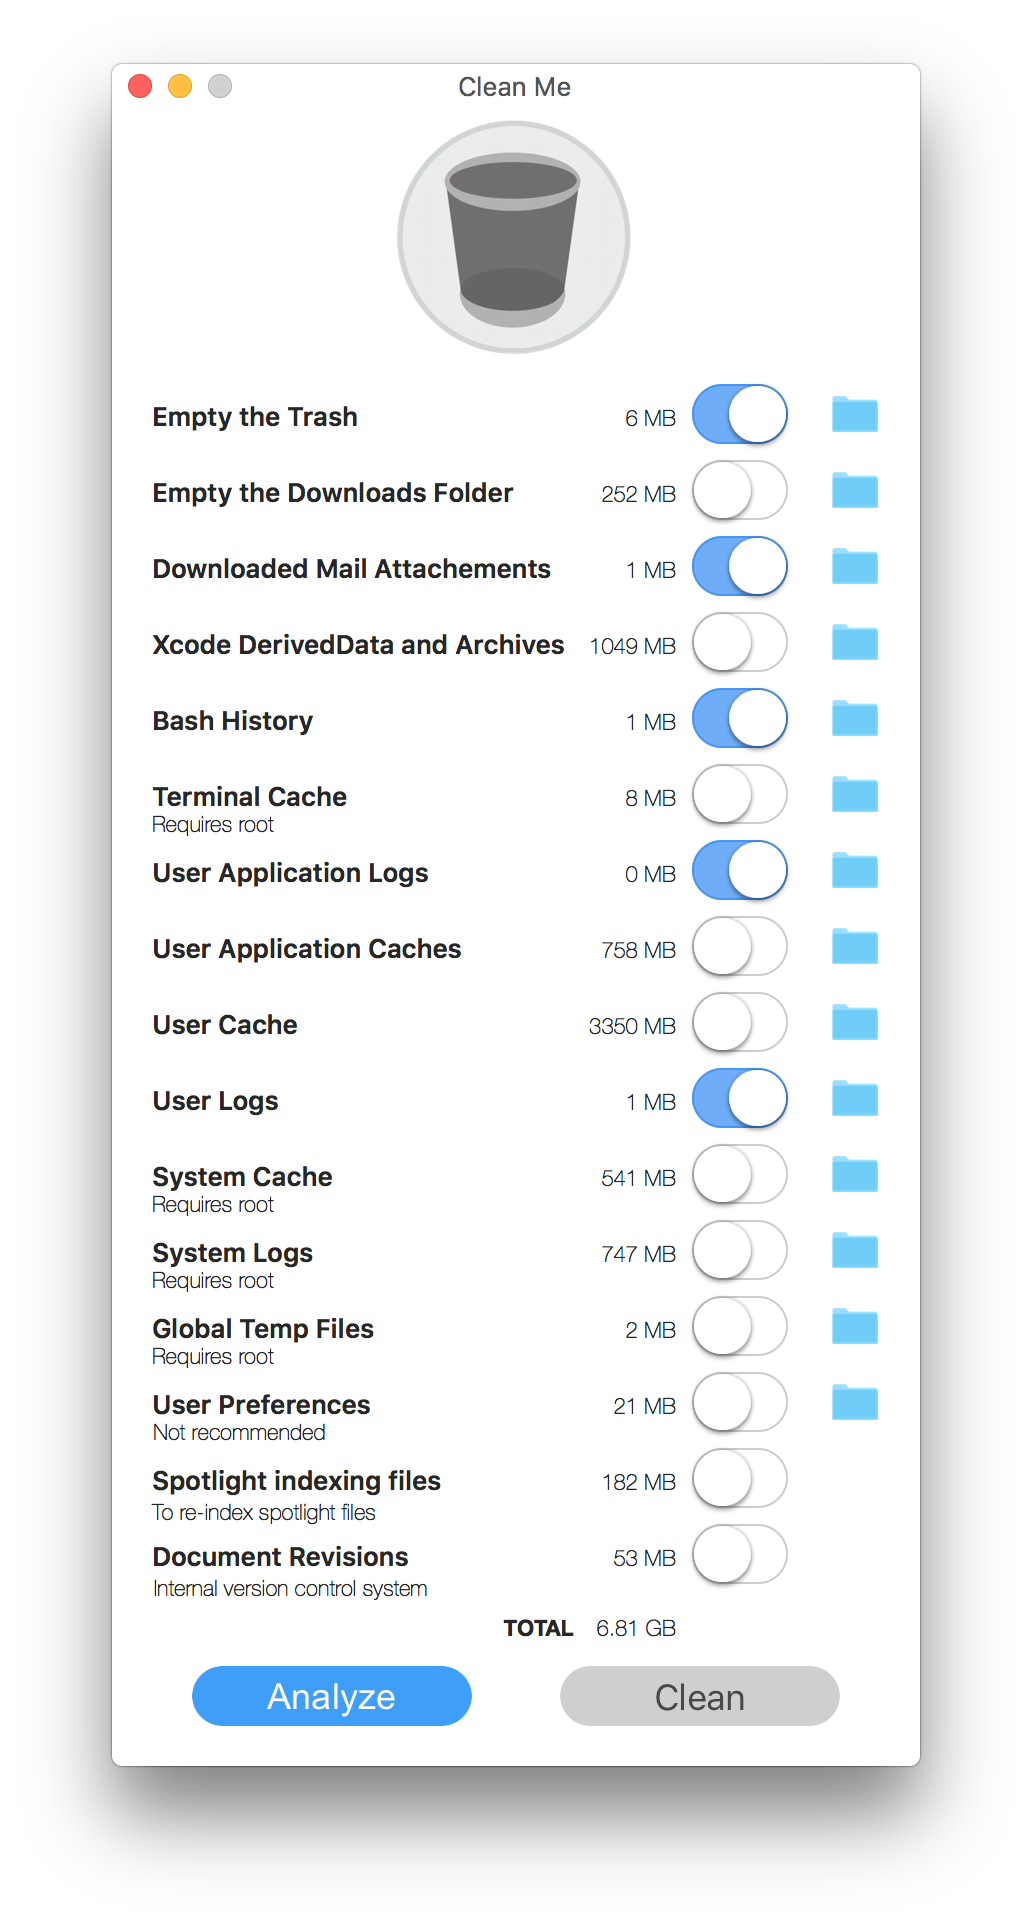 Clean Me
Empty the Trash 6 MB
Empty the Downloads Folder 252 MB
Downloaded Mail Attachements 1 MB
Xcode DerivedData and Archives 1049 MB
Bash History 1 MB
Terminal Cache 8 MB
Requires root
User Application Logs 0 MB
User Application Caches 758 MB
User Cache 3350 MB
User Logs 1 MB
System Cache 541 MB
Requires root
System Logs 747 MB
Requires root
Global Temp Files 2 MB
Requires root
User Preferences 21 MB
Not recommended
Spotlight indexing files 182 MB
To re-index spotlight files
Document Revisions 53 MB
Internal version control system
TOTAL 6.81 GB
Analyze Clean